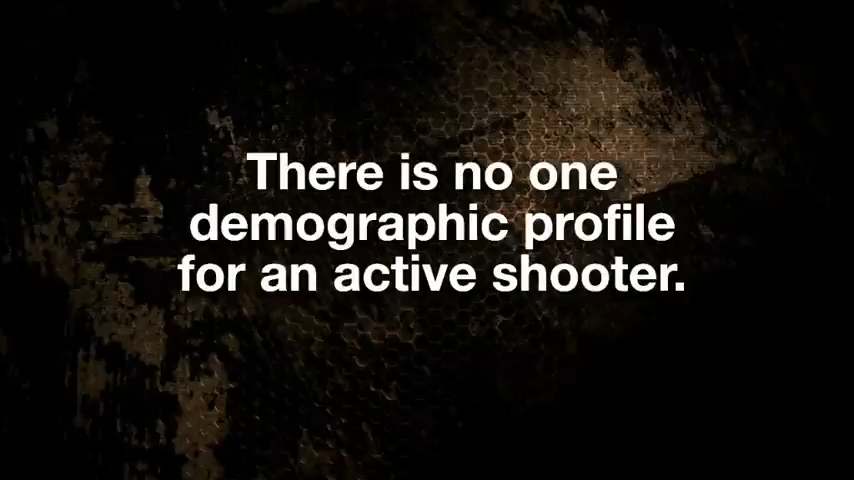 There is no one
demographic profile
for an active shooter.